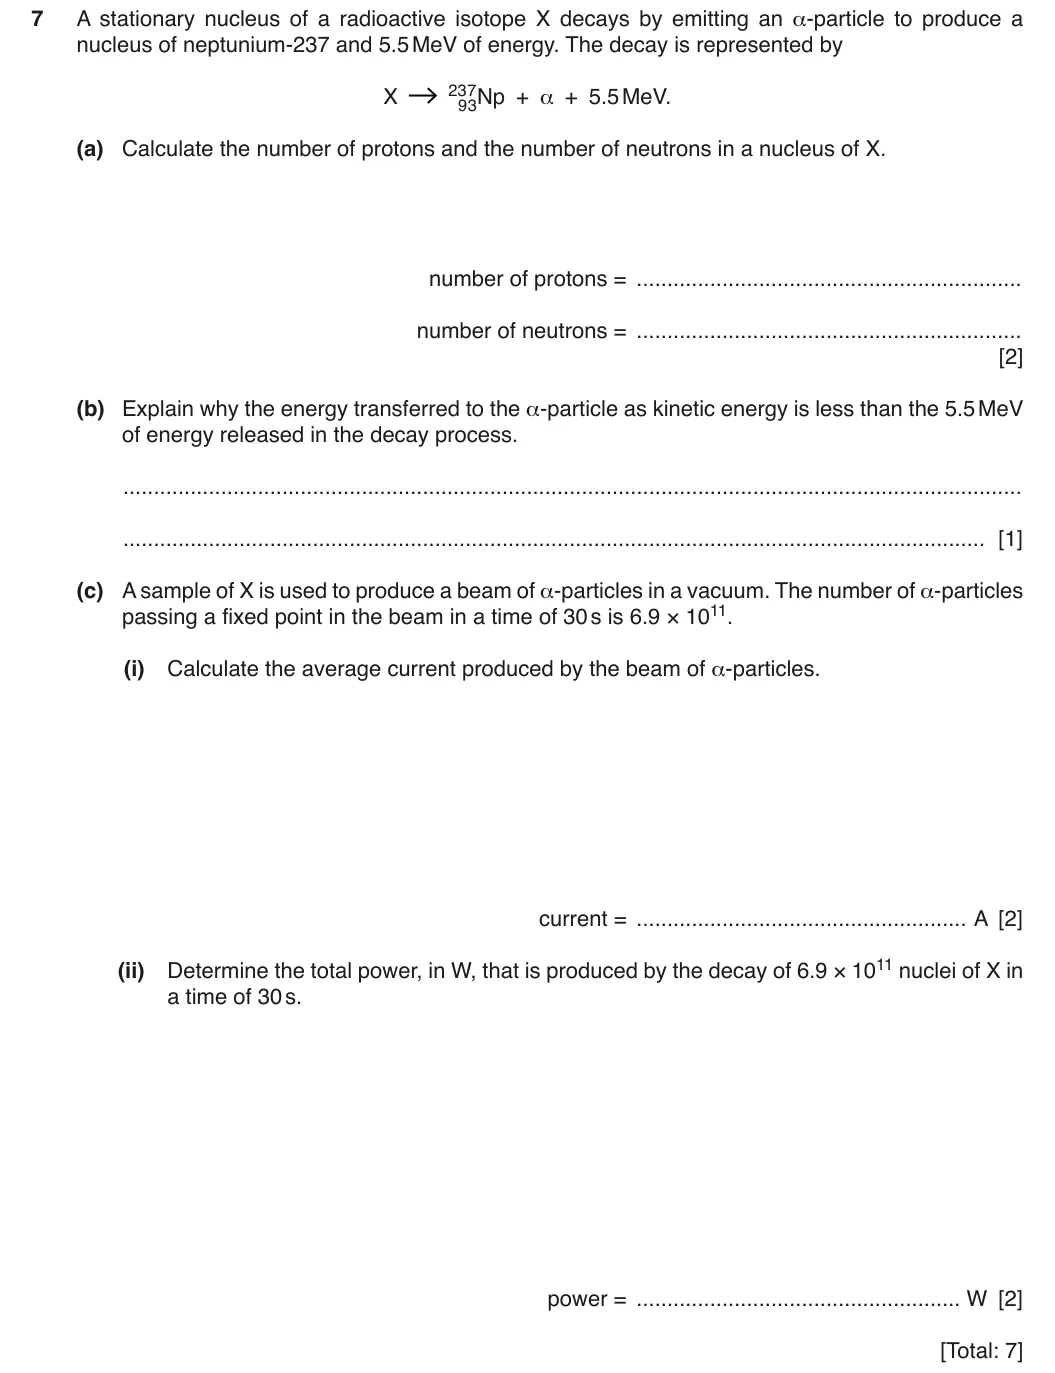 7 A stationary nucleus of a radioactive isotope X decays by emitting an α-particle to produce a
nucleus of neptunium-237 and 5.5 MeV of energy. The decay is represented by
X → ²³⁷₉₃Np + α + 5.5 MeV.
(a) Calculate the number of protons and the number of neutrons in a nucleus of X.
number of protons = ...............................................................
number of neutrons = ...............................................................
[2]
(b) Explain why the energy transferred to the α-particle as kinetic energy is less than the 5.5 MeV
of energy released in the decay process.
...................................................................................................................................................
............................................................................................................................................. [1]
(c) A sample of X is used to produce a beam of α-particles in a vacuum. The number of α-particles
passing a fixed point in the beam in a time of 30 s is 6.9 × 10¹¹.
(i) Calculate the average current produced by the beam of α-particles.
current = ...................................................... A [2]
(ii) Determine the total power, in W, that is produced by the decay of 6.9 × 10¹¹ nuclei of X in
a time of 30 s.
power = ..................................................... W [2]
[Total: 7]